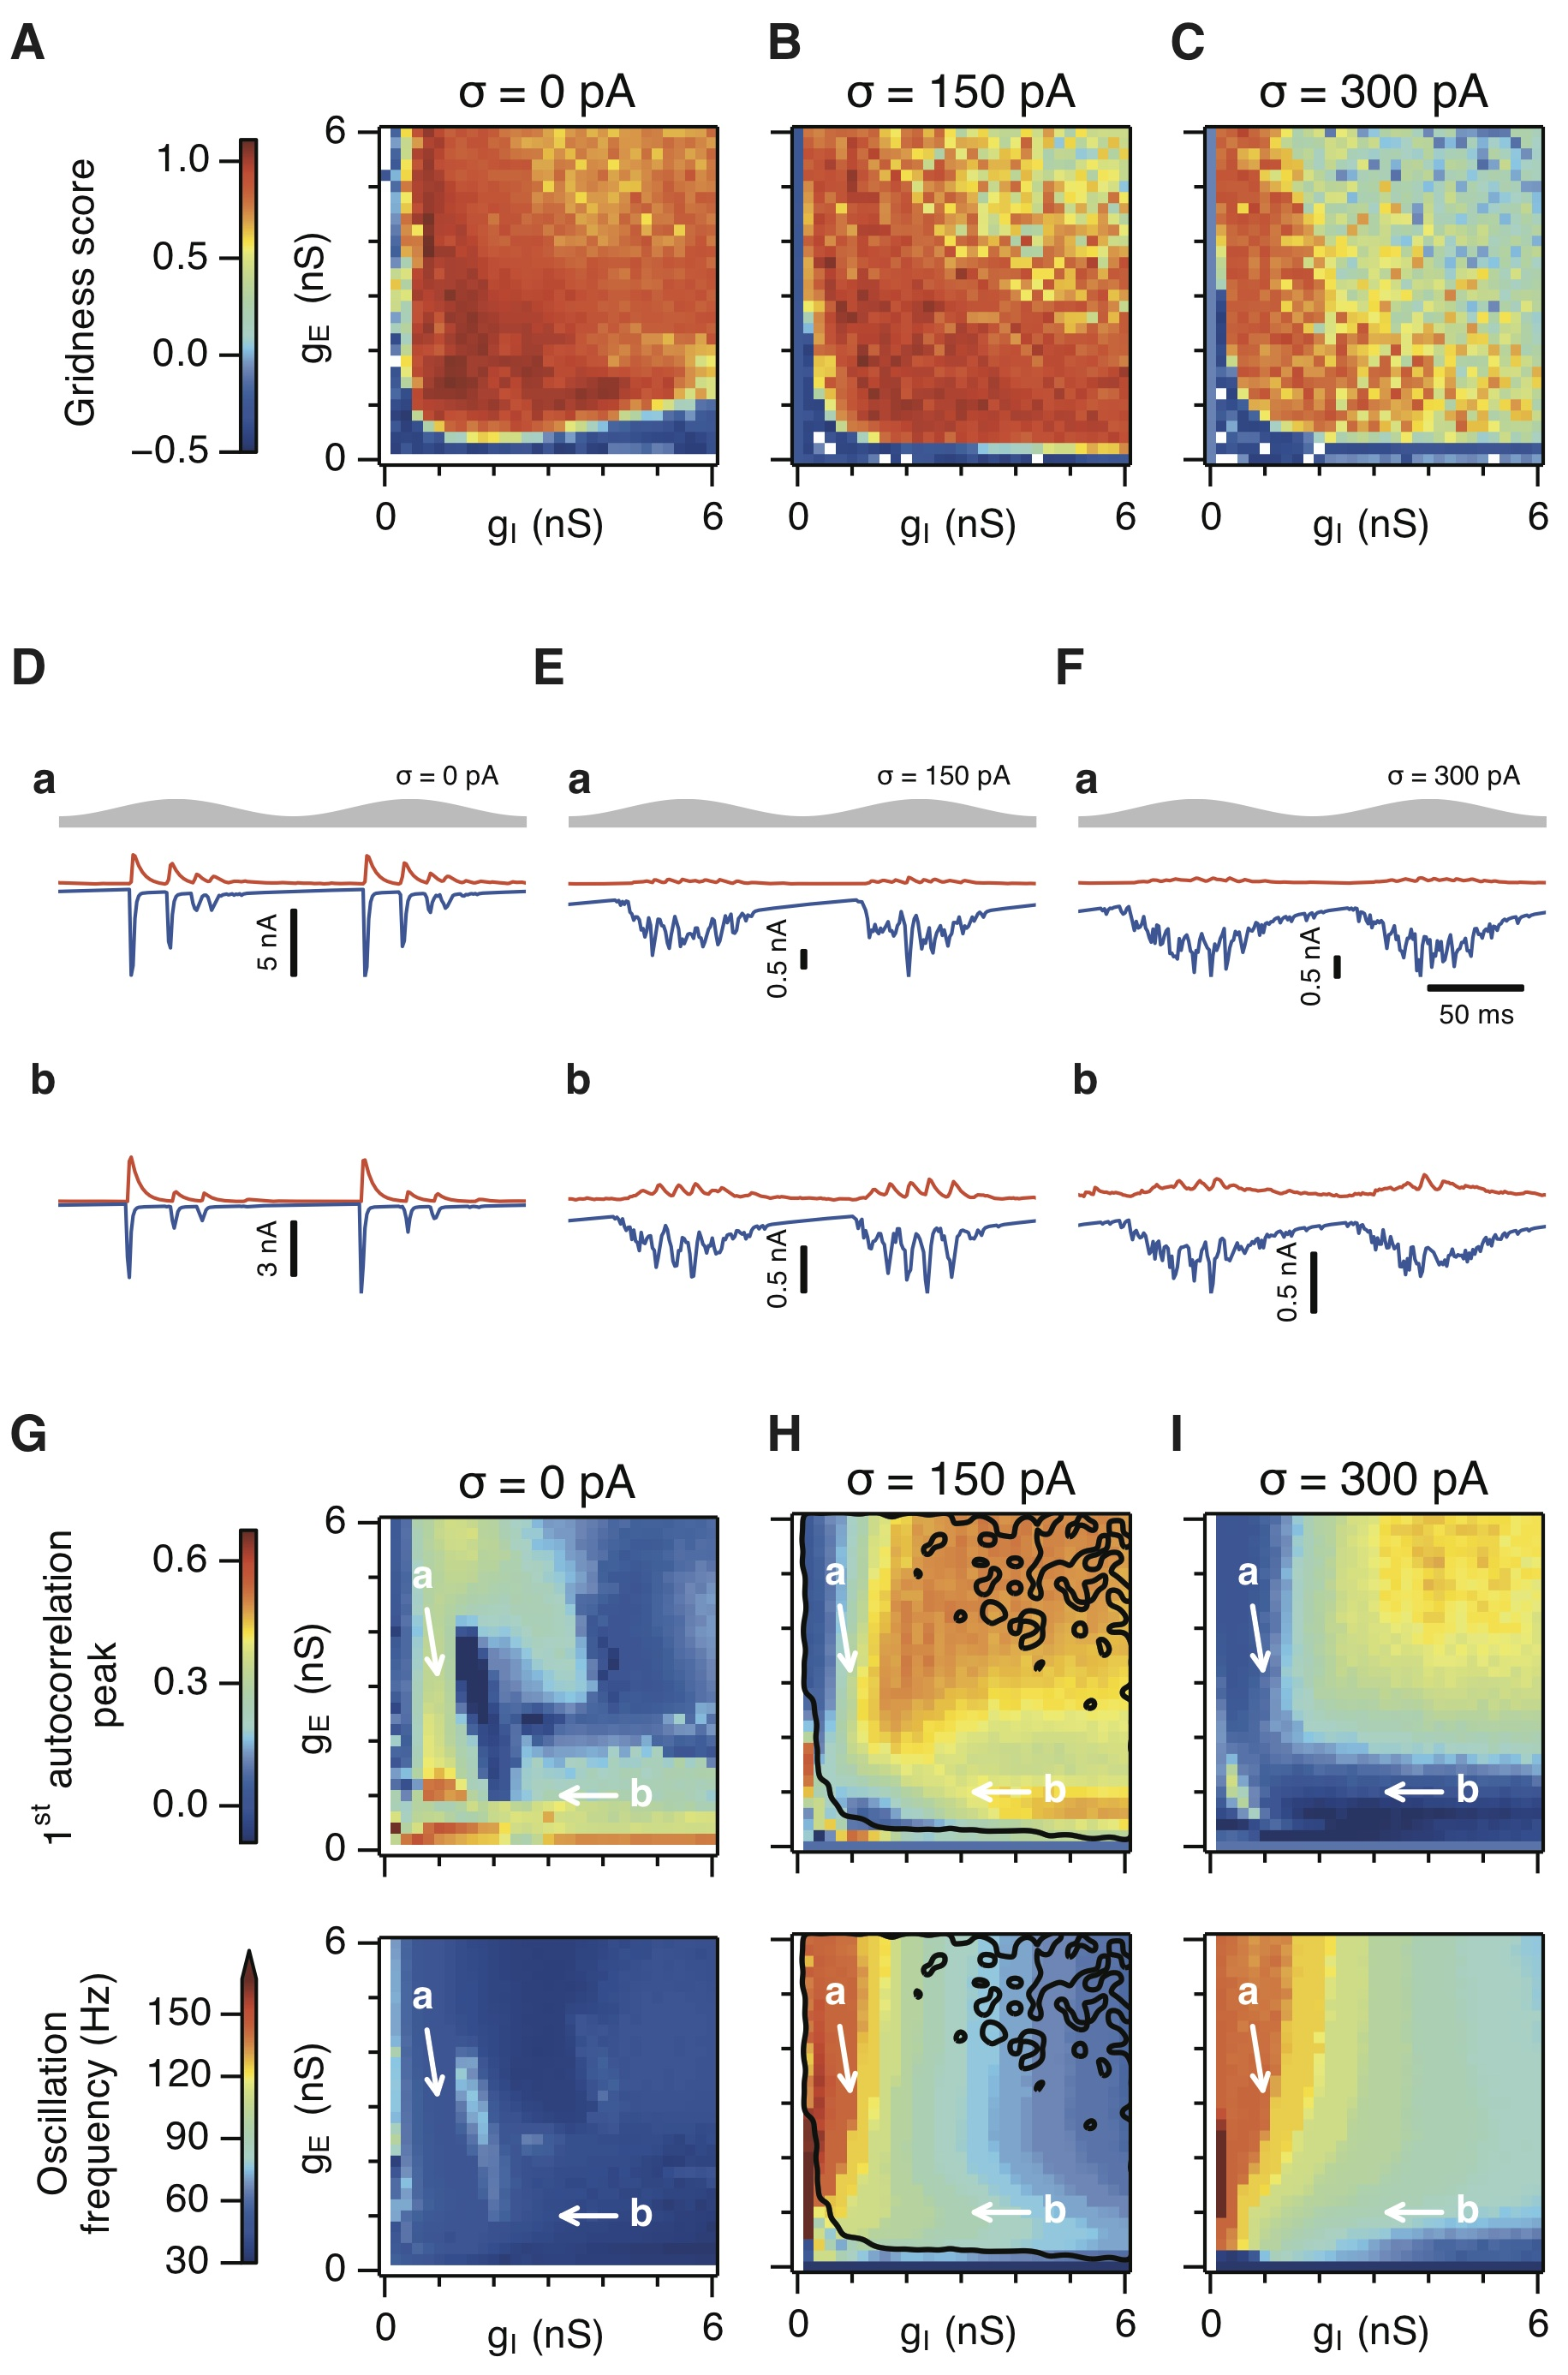 A
B
C
σ = 0 pA
σ = 150 pA
σ = 300 pA
Gridness score
1.0
0.5
0.0
−0.5
gE (nS)
6
0
0
gI (nS)
6
0
gI (nS)
6
0
gI (nS)
6
D
E
F
a
σ = 0 pA
a
σ = 150 pA
a
σ = 300 pA
5 nA
0.5 nA
0.5 nA
50 ms
b
b
b
3 nA
0.5 nA
0.5 nA
G
H
I
σ = 0 pA
σ = 150 pA
σ = 300 pA
1st autocorrelation
peak
0.6
0.3
0.0
gE (nS)
6
0
a
b
a
b
a
b
Oscillation
frequency (Hz)
150
120
90
60
30
gE (nS)
6
0
a
b
a
b
a
b
0
gI (nS)
6
0
gI (nS)
6
0
gI (nS)
6